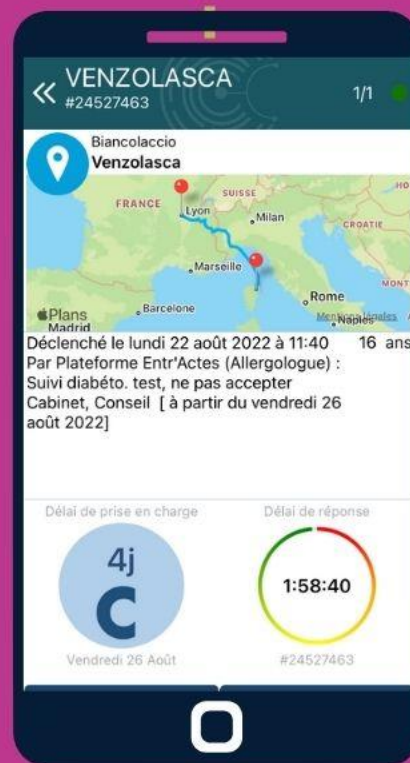 VENZOLASCA
#24527463
1/1
Biancolaccio
Venzolasca
FRANCE
SUISSE
Lyon
Milan
CROATIE
Marseille
Barcelone
Rome
Plans
Mentions légales
Naples
Madrid
Déclenché le lundi 22 août 2022 à 11:40 16 ans
Par Plateforme Entr'Actes (Allergologue) :
Suivi diabéto. test, ne pas accepter
Cabinet, Conseil [ à partir du vendredi 26
août 2022]
Délai de prise en charge
Délai de réponse
4j
C
1:58:40
Vendredi 26 Août
#24527463